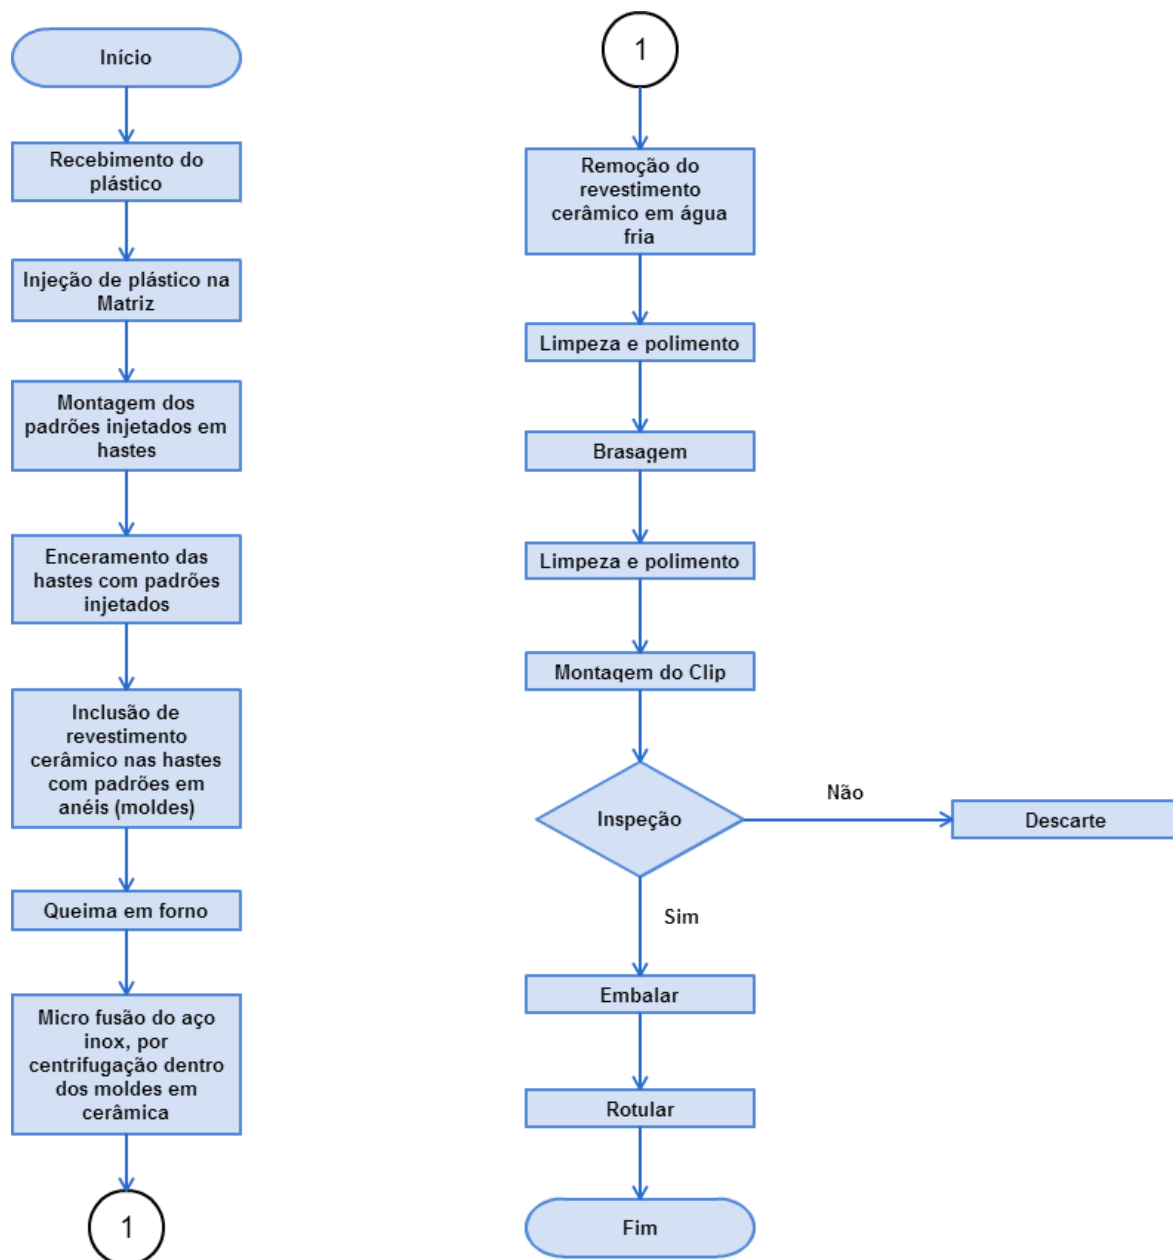 Início
Recebimento do
plástico
Injeção de plástico na
Matriz
Montagem dos
padrões injetados em
hastes
Enceramento das
hastes com padrões
injetados
Inclusão de
revestimento
cerâmico nas hastes
com padrões em
anéis (moldes)
Queima em forno
Micro fusão do aço
inox, por
centrifugação dentro
dos moldes em
cerâmica
1
1
Remoção do
revestimento
cerâmico em água
fria
Limpeza e polimento
Brasagem
Limpeza e polimento
Montagem do Clip
Inspeção
Não
Descarte
Sim
Embalar
Rotular
Fim